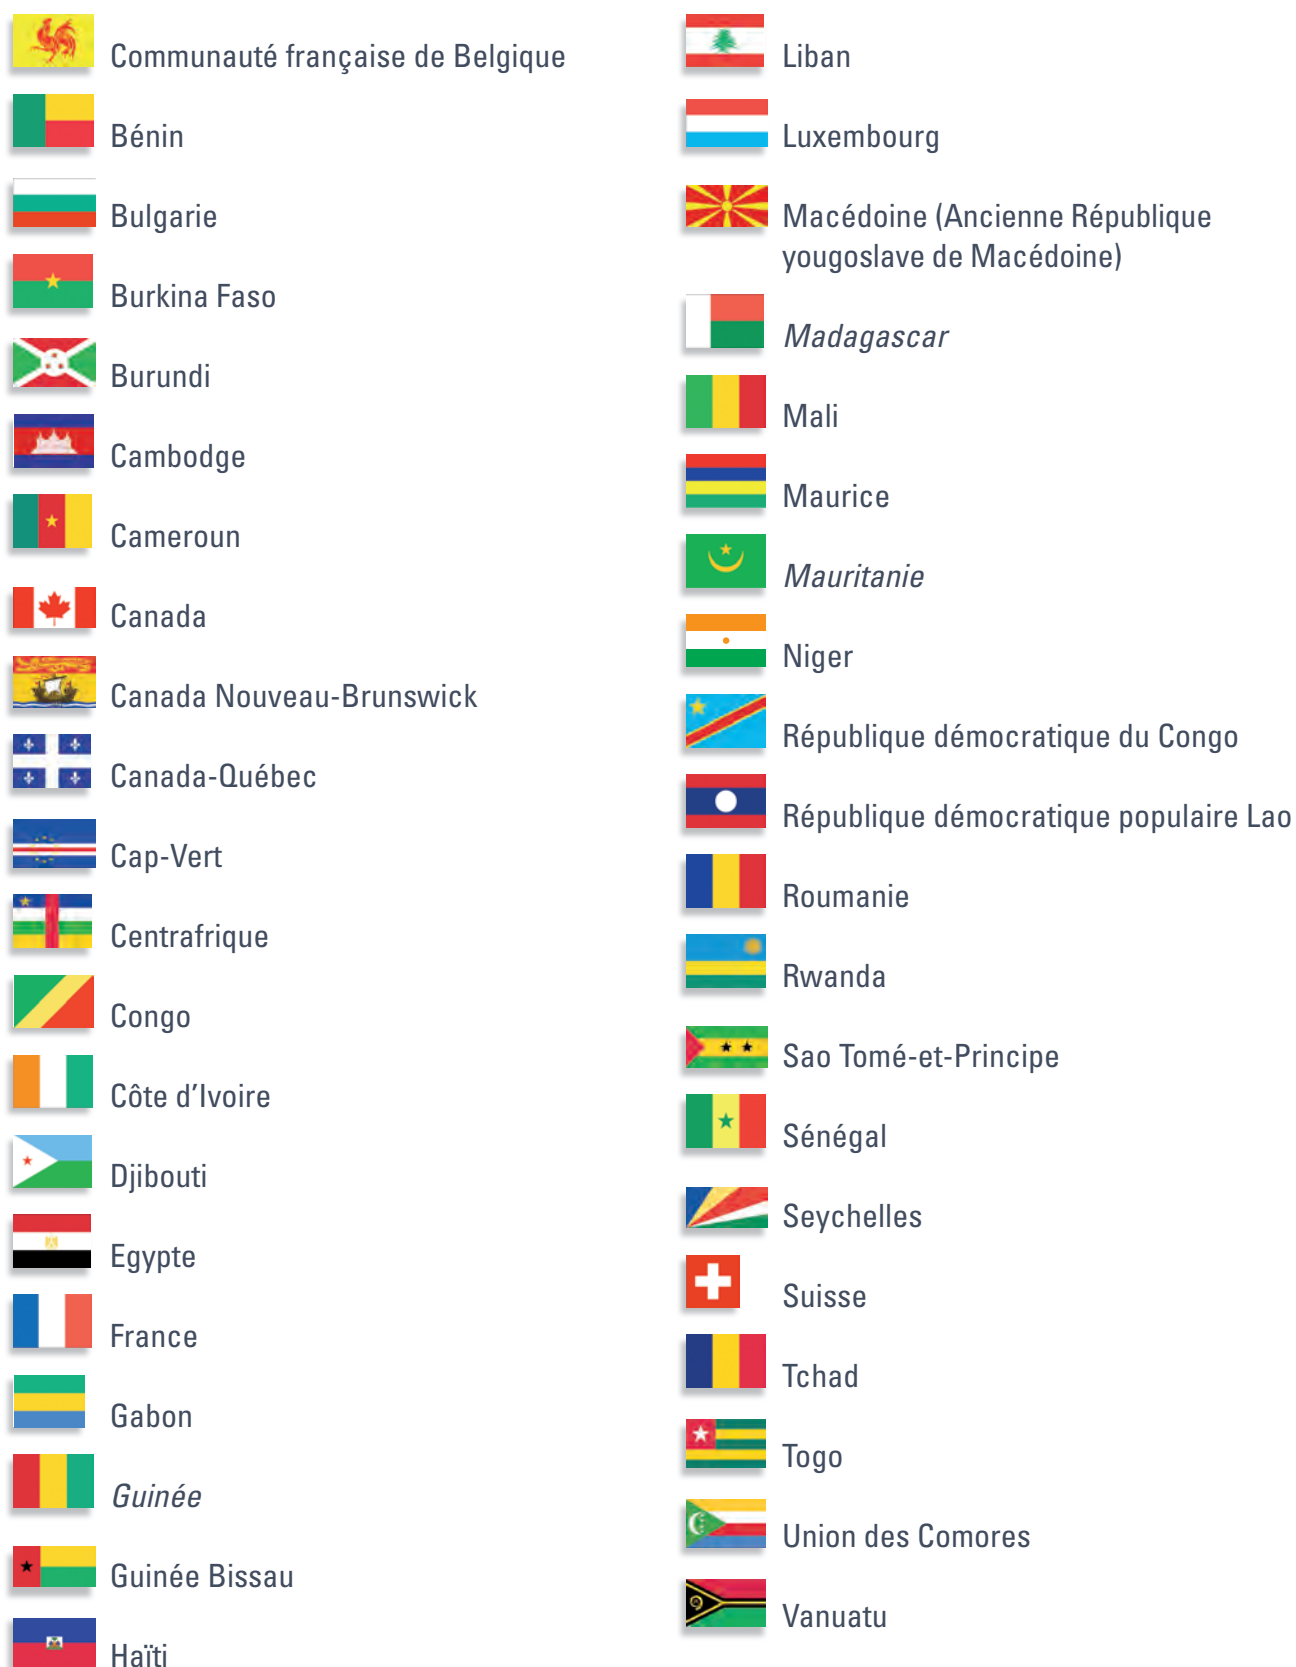 Communauté française de Belgique
Bénin
Bulgarie
Burkina Faso
Burundi
Cambodge
Cameroun
Canada
Canada Nouveau-Brunswick
Canada-Québec
Cap-Vert
Centrafrique
Congo
Côte d’Ivoire
Djibouti
Egypte
France
Gabon
Guinée
Guinée Bissau
Haïti
Liban
Luxembourg
Macédoine (Ancienne République
yougoslave de Macédoine)
Madagascar
Mali
Maurice
Mauritanie
Niger
République démocratique du Congo
République démocratique populaire Lao
Roumanie
Rwanda
Sao Tomé-et-Principe
Sénégal
Seychelles
Suisse
Tchad
Togo
Union des Comores
Vanuatu